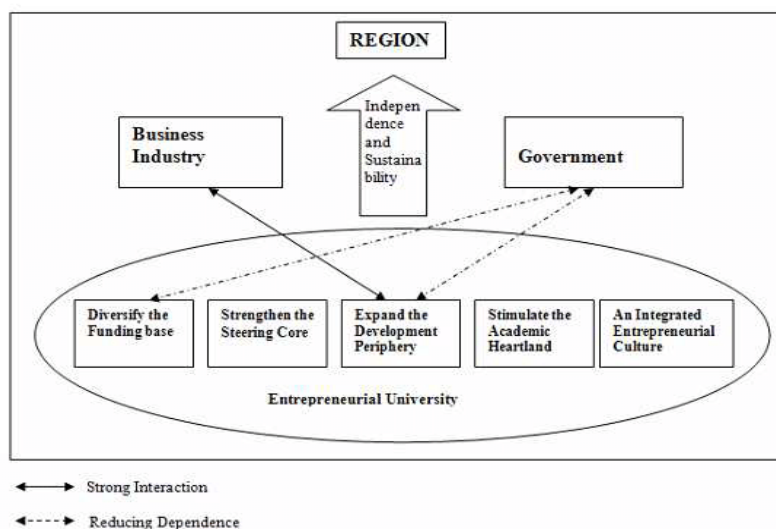 REGION
Indepen
dence
and
Sustaina
bility
Business
Industry
Government
Diversify the
Funding base
Strengthen the
Steering Core
Expand the
Development
Periphery
Stimulate the
Academic
Heartland
An Integrated
Entrepreneurial
Culture
Entrepreneurial University
Strong Interaction
Reducing Dependence